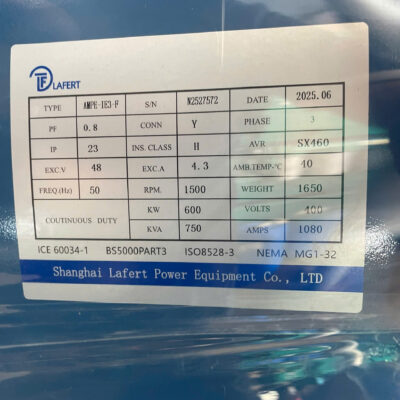 LAFERT
TYPE AMPE-IE3-F S/N N2527572 DATE 2025.06
PF 0.8 CONN Y PHASE 3
IP 23 INS.CLASS H AVR SX460
EXC.V 48 EXC.A 4.3 AMB.TEMP-°C 40
FREQ.(Hz) 50 RPM. 1500 WEIGHT 1650
COUTINUOUS DUTY KW 600 VOLTS 400
KVA 750 AMPS 1080
ICE 60034-1 BS5000PART3 ISO8528-3 NEMA MG1-32
Shanghai Lafert Power Equipment Co., LTD